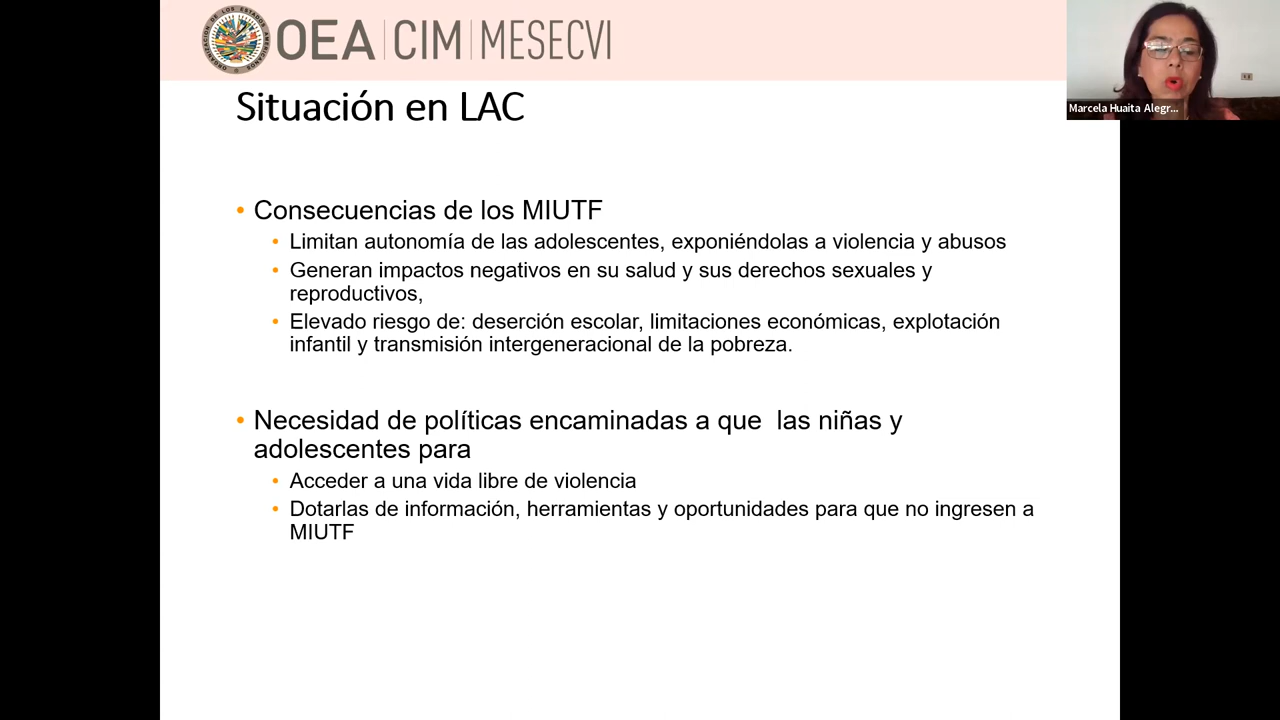 OEA CIM MESECVI
Marcela Huaita Alegr...
Situación en LAC
• Consecuencias de los MIUTF
• Limitan autonomía de las adolescentes, exponiéndolas a violencia y abusos
• Generan impactos negativos en su salud y sus derechos sexuales y
reproductivos,
• Elevado riesgo de: deserción escolar, limitaciones económicas, explotación
infantil y transmisión intergeneracional de la pobreza.
• Necesidad de políticas encaminadas a que  las niñas y
adolescentes para
• Acceder a una vida libre de violencia
• Dotarlas de información, herramientas y oportunidades para que no ingresen a
MIUTF